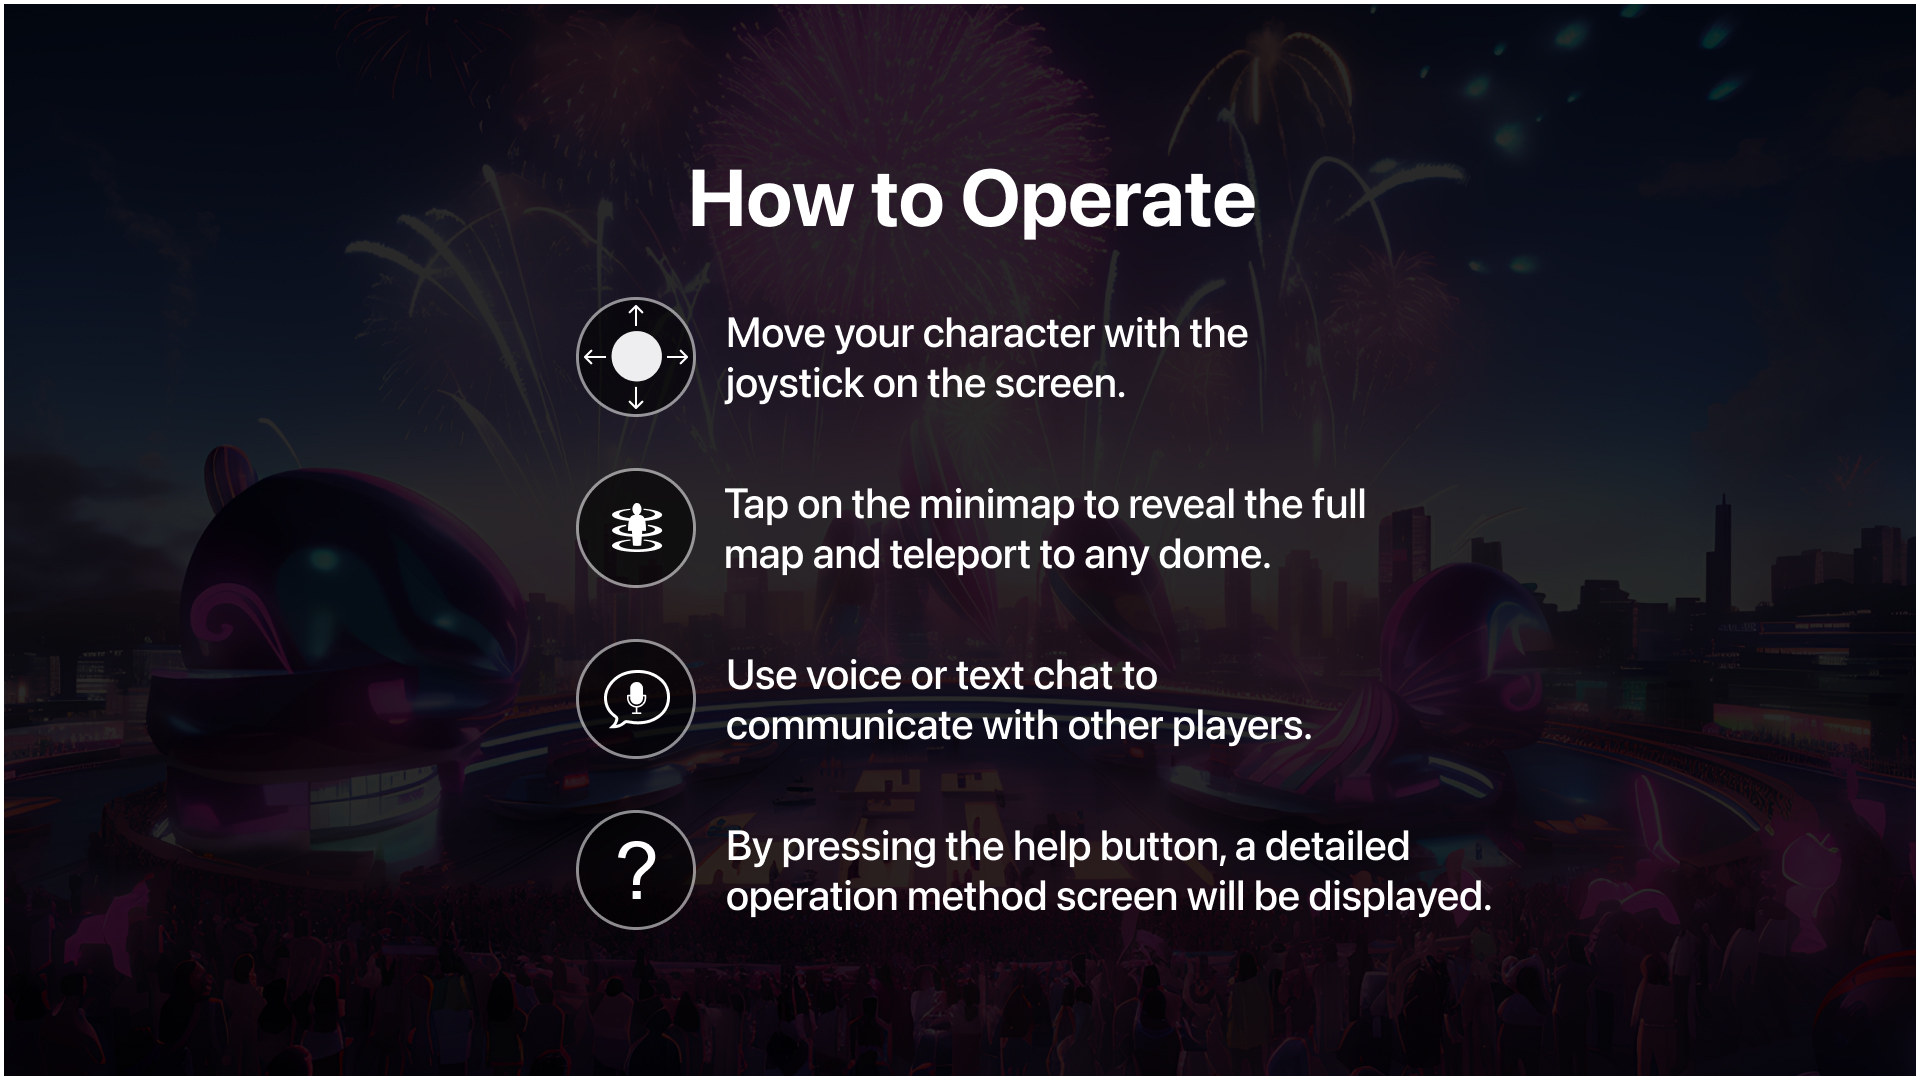 How to Operate
Move your character with the
joystick on the screen.
Tap on the minimap to reveal the full
map and teleport to any dome.
Use voice or text chat to
communicate with other players.
?
By pressing the help button, a detailed
operation method screen will be displayed.